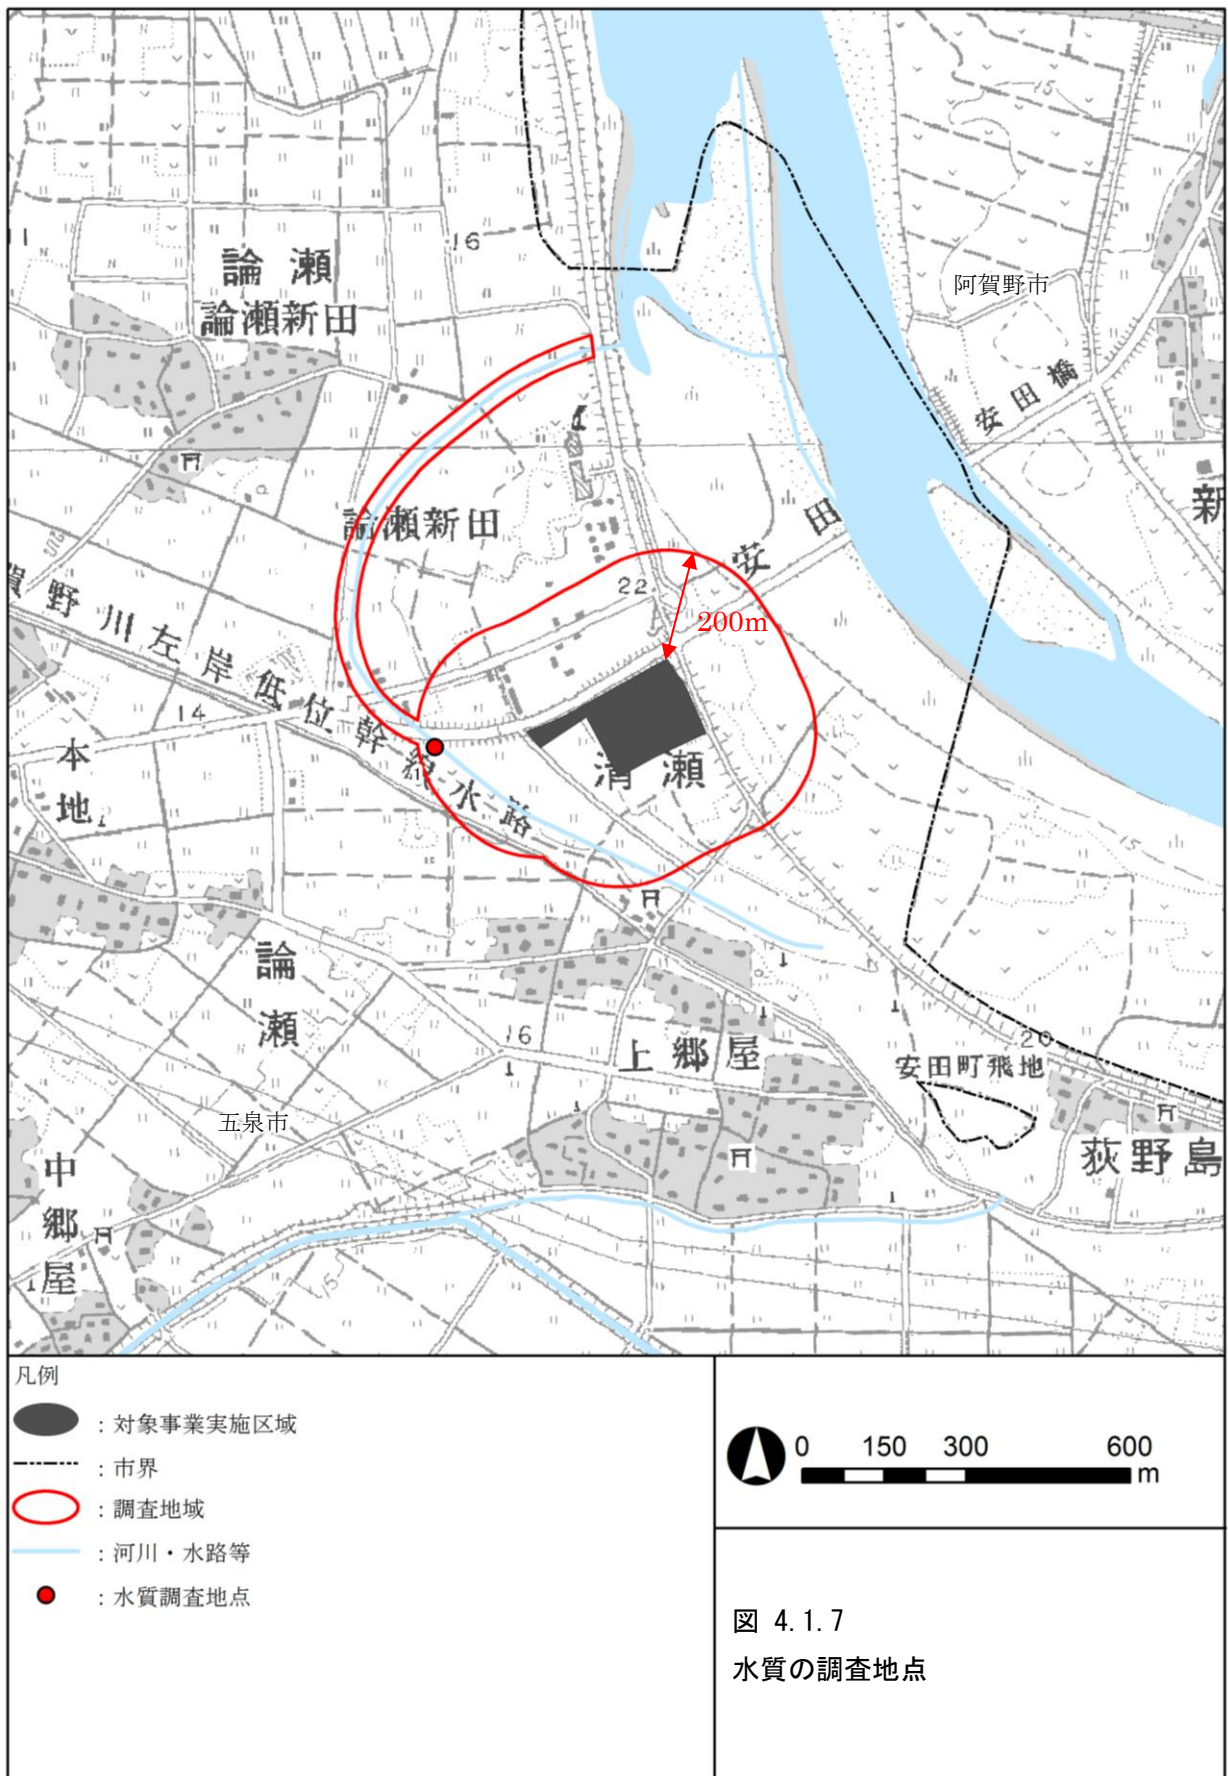 論瀬
論瀬新田
16
11
阿賀野市
安田橋
新
論瀬新田
安田
22
200m
賀野川左岸低位幹線水路
14
本地
清瀬
15
論瀬
16
上郷屋
20
安田町飛地
五泉市
荻野島
中郷屋
15
凡例
：対象事業実施区域
：市界
：調査地域
：河川・水路等
：水質調査地点
0 150 300 600
m
図 4.1.7
水質の調査地点